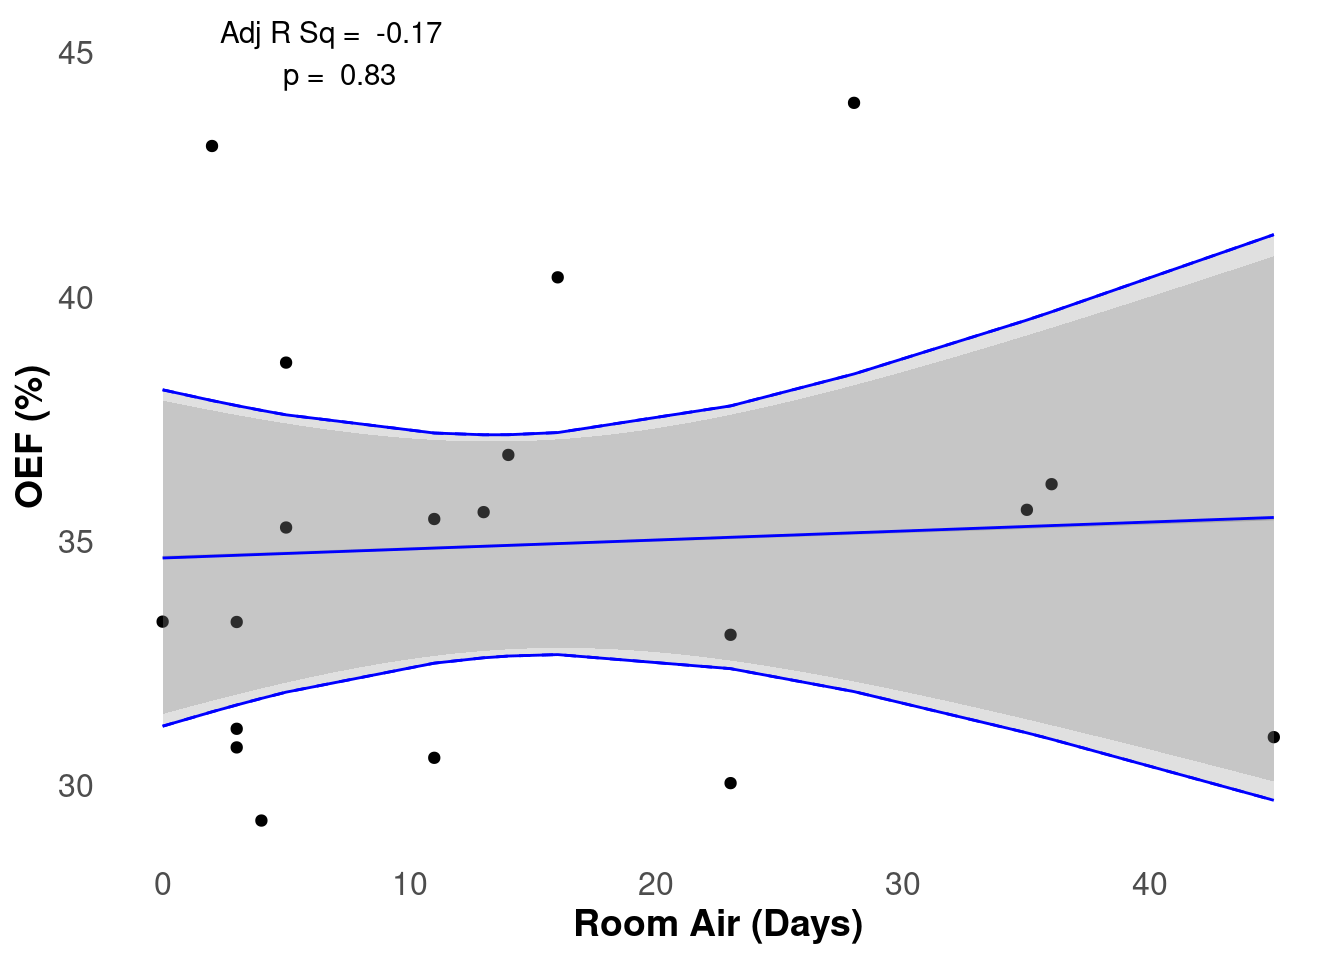 Adj R Sq = -0.17
p = 0.83
45
40
35
30
OEF (%)
0 10 20 30 40
Room Air (Days)